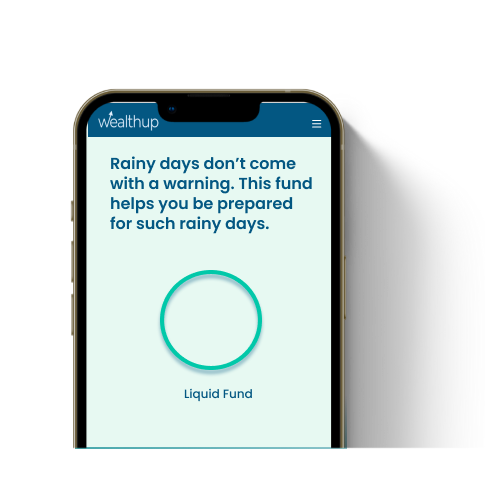 wealthup
Rainy days don’t come
with a warning. This fund
helps you be prepared
for such rainy days.
Liquid Fund